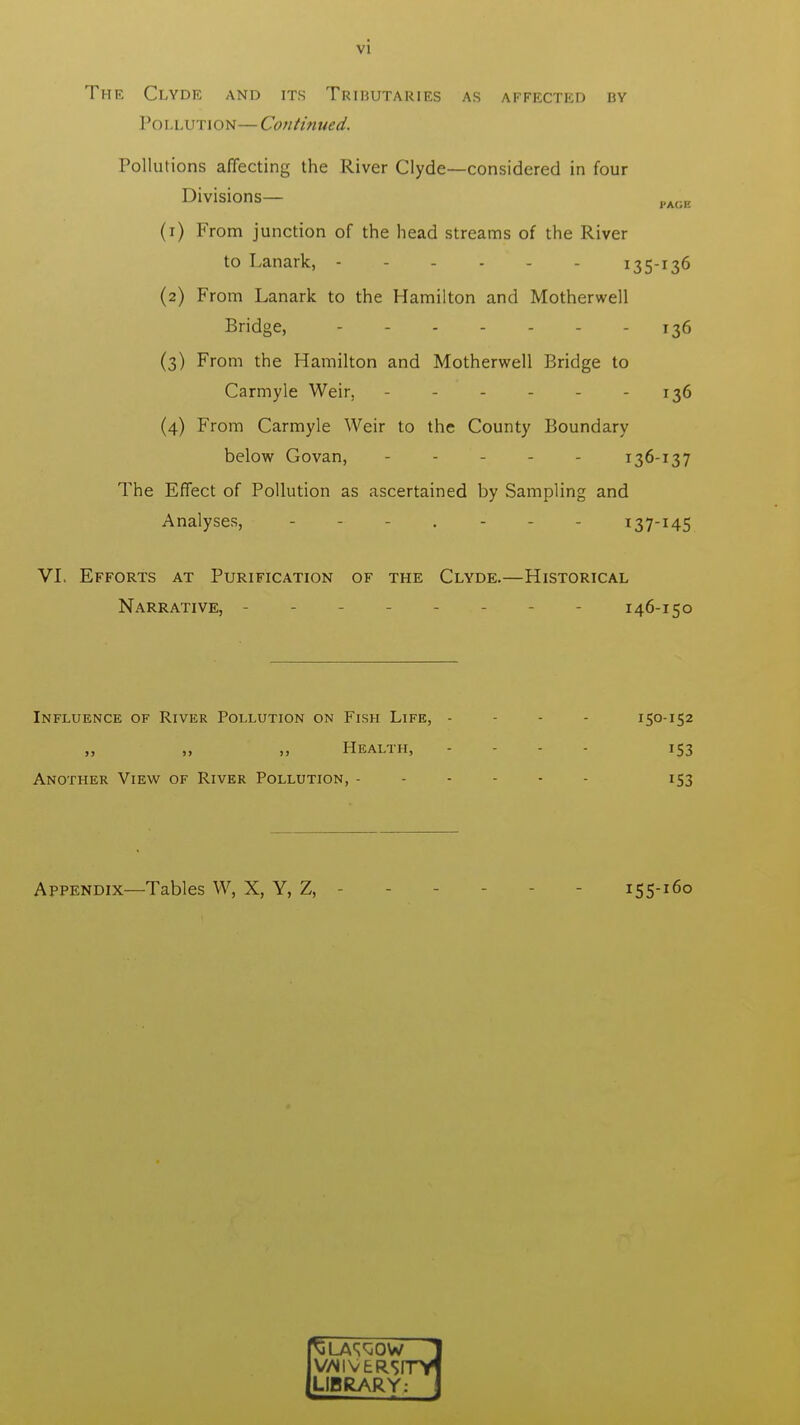 vi
The Clyde and its Tributaries as affected by
Pollution—Continued.
Pollutions affecting the River Clyde—considered in four
Divisions—
PAGE
(1) From junction of the head streams of the River
to Lanark, - - - - - - 135-136
(2) From Lanark to the Hamilton and Motherwell
Bridge, - - - - - - - 136
(3) From the Hamilton and Motherwell Bridge to
Carmyle Weir, - - - - - - 136
(4) From Carmyle Weir to the County Boundary
below Govan, - - - - - 136-137
The Effect of Pollution as ascertained by Sampling and
Analyses, - - - . - - - 137-145
VI. Efforts at Purification of the Clyde.—Historical
Narrative, - - - - - - - - 146-150
Influence of River Pollution on Fish Life, - - - - 150-152
„ „ „ Health, - - - - 153
Another View of River Pollution, - - - - - - 153
Appendix—Tables W, X, Y, Z, - - - - - - 155-160
GLASGOW
VNIVERSITY
LIBRARY: